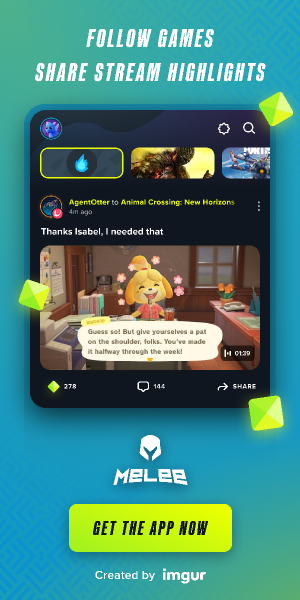 FOLLOW GAMES
SHARE STREAM HIGHLIGHTS
AgentOtter to Animal Crossing: New Horizons
4m ago
Thanks Isabel, I needed that
Guess so! But give yourselves a pat
on the shoulder, folks. You've made
it halfway through the week!
01:39
278
144
SHARE
MELEE
GET THE APP NOW
Created by imgur